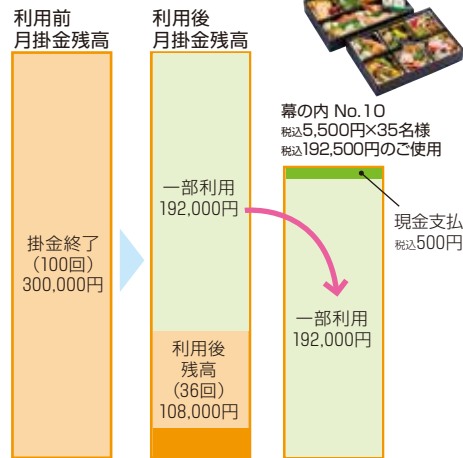 利用前
月掛金残高
利用後
月掛金残高
幕の内 No.10
税込5,500円×35名様
税込192,500円のご使用
掛金終了
（100回）
300,000円
一部利用
192,000円
利用後
残高
（36回）
108,000円
現金支払
税込500円
一部利用
192,000円